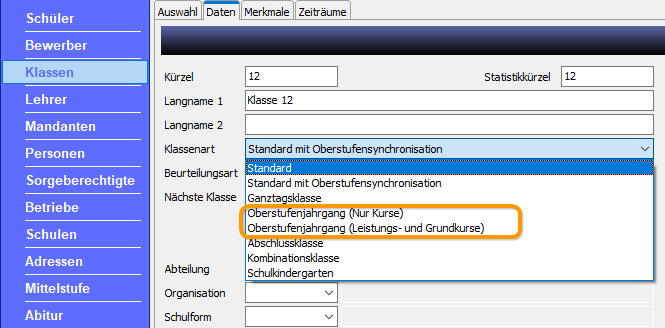 Schüler
Bewerber
Klassen
Lehrer
Mandanten
Personen
Sorgeberechtigte
Betriebe
Schulen
Adressen
Mittelstufe
Abitur
Auswahl Daten Merkmale Zeiträume
Kürzel 12 Statistikkürzel 12
Langname 1 Klasse 12
Langname 2
Klassenart Standard mit Oberstufensynchronisation
Beurteilungsart Standard
Standard mit Oberstufensynchronisation
Nächste Klasse Ganztagsklasse
Oberstufenjahrgang (Nur Kurse)
Oberstufenjahrgang (Leistungs- und Grundkurse)
Abschlussklasse
Kombinationsklasse
Abteilung Schulkindergarten
Organisation
Schulform